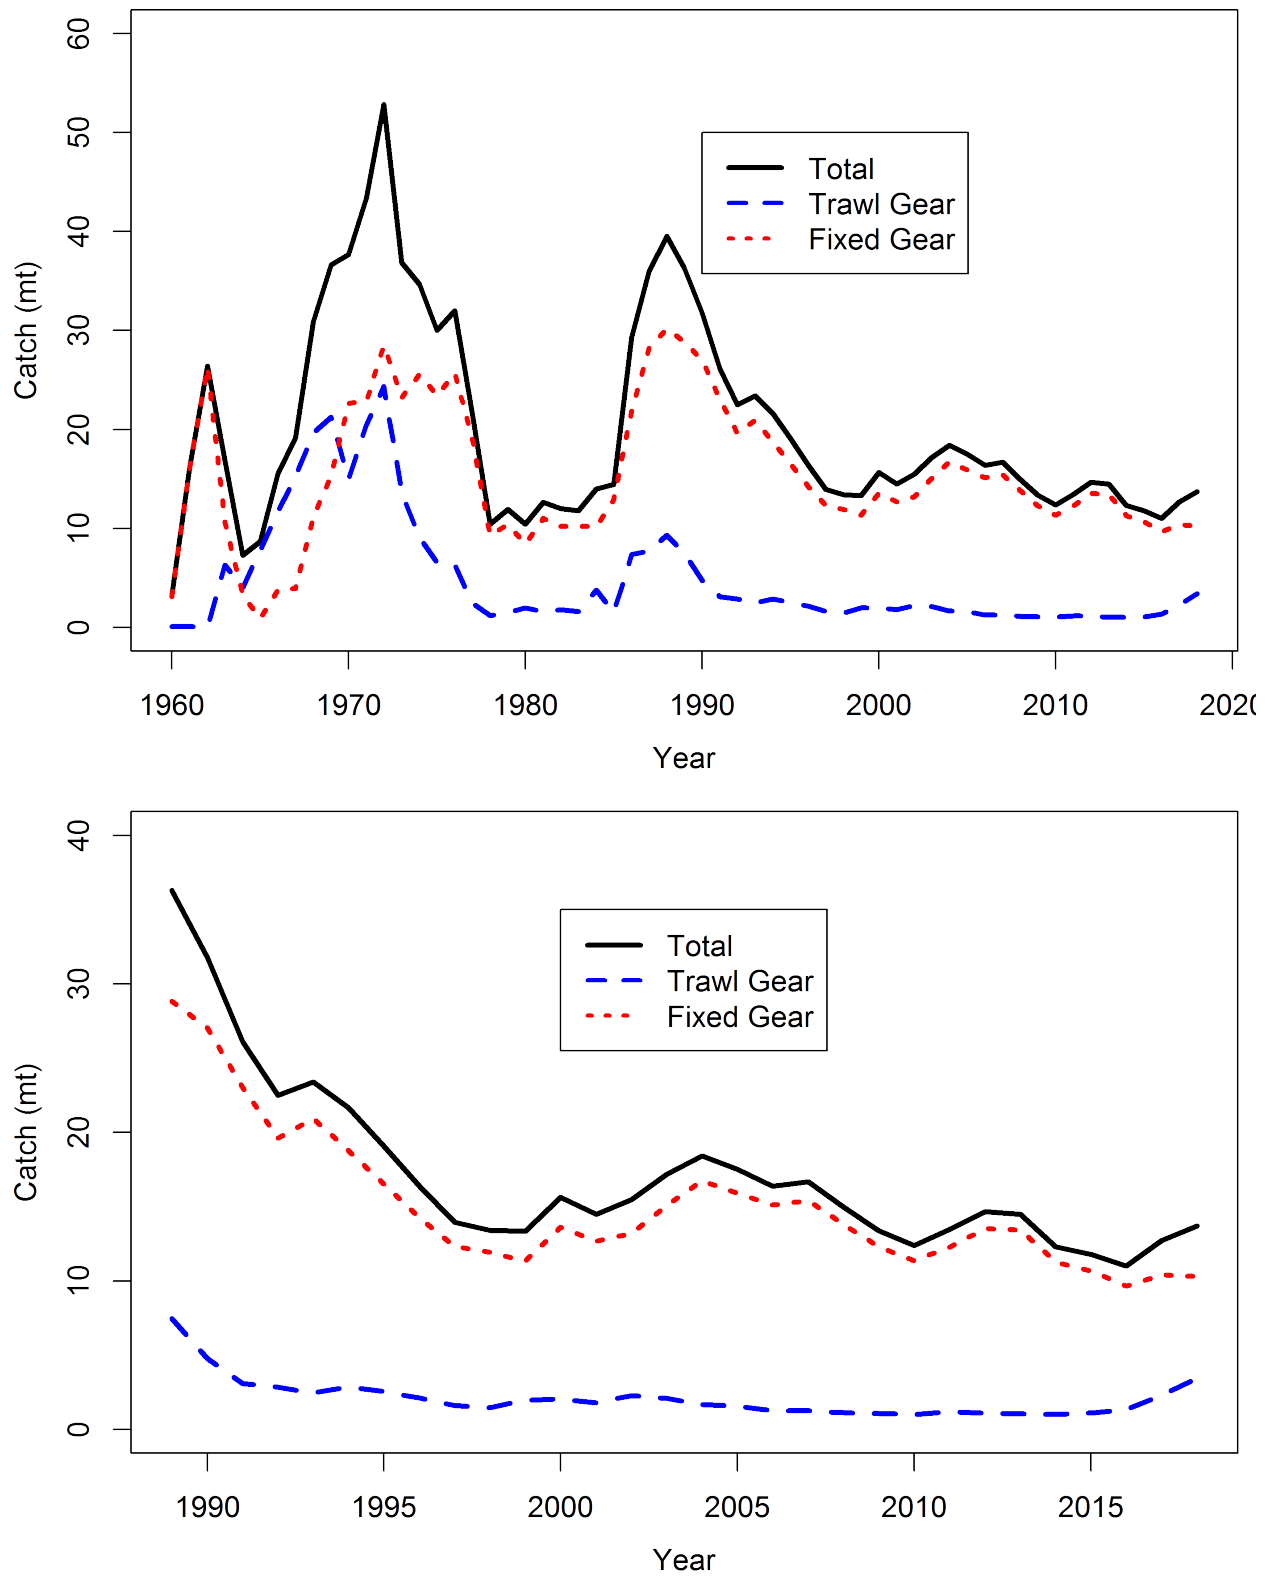 60
50
40
30
20
10
0
Catch (mt)
Total
Trawl Gear
Fixed Gear
1960 1970 1980 1990 2000 2010 2020
Year
40
30
20
10
0
Catch (mt)
Total
Trawl Gear
Fixed Gear
1990 1995 2000 2005 2010 2015
Year